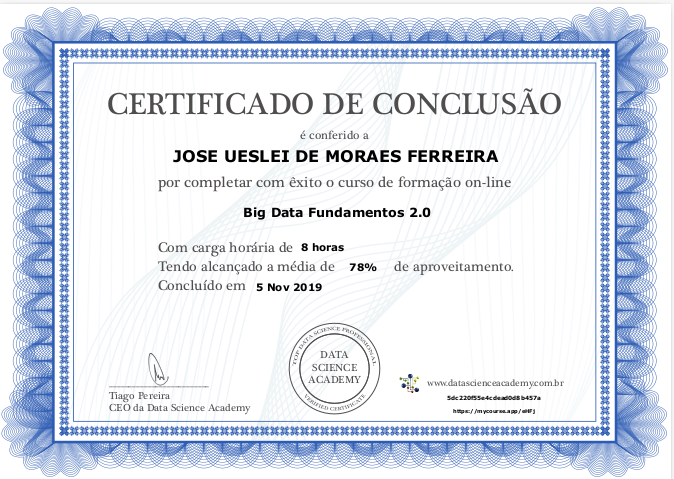 CERTIFICADO DE CONCLUSÃO
é conferido a
JOSE UESLEI DE MORAES FERREIRA
por completar com êxito o curso de formação on-line
Big Data Fundamentos 2.0
Com carga horária de 8 horas
Tendo alcançado a média de 78% de aproveitamento.
Concluído em 5 Nov 2019
TOP DATA SCIENCE PROFESSIONAL
DATA
SCIENCE
ACADEMY
VERIFIED CERTIFICATE
Tiago Pereira
CEO da Data Science Academy
www.datascienceacademy.com.br
5dc220f55e4cdead0d8b457a
https://mycourse.app/eHFj